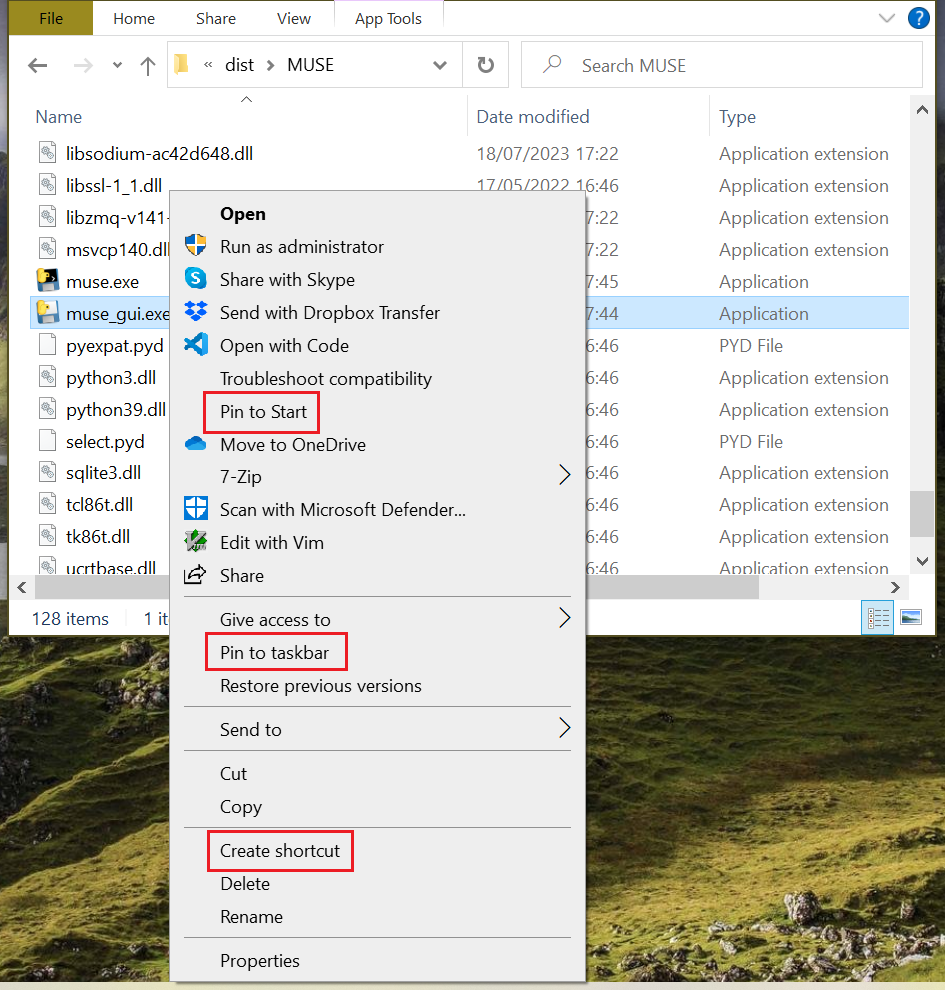 File Home Share View App Tools ?
« dist > MUSE Search MUSE
Name Date modified Type
libsodium-ac42d648.dll 18/07/2023 17:22 Application extension
libssl-1_1.dll 17/05/2022 16:46 Application extension
libzmq-v141- 7:22 Application extension
msvcp140.dll 7:22 Application extension
muse.exe 7:45 Application
muse_gui.exe 7:44 Application
pyexpat.pyd 6:46 PYD File
python3.dll 6:46 Application extension
python39.dll 6:46 Application extension
select.pyd 6:46 PYD File
sqlite3.dll 6:46 Application extension
tcl86t.dll 6:46 Application extension
tk86t.dll 6:46 Application extension
ucrtbase.dll 6:46 Application extension
128 items 1 it
Open
Run as administrator
Share with Skype
Send with Dropbox Transfer
Open with Code
Troubleshoot compatibility
Pin to Start
Move to OneDrive
7-Zip
Scan with Microsoft Defender...
Edit with Vim
Share
Give access to
Pin to taskbar
Restore previous versions
Send to
Cut
Copy
Create shortcut
Delete
Rename
Properties